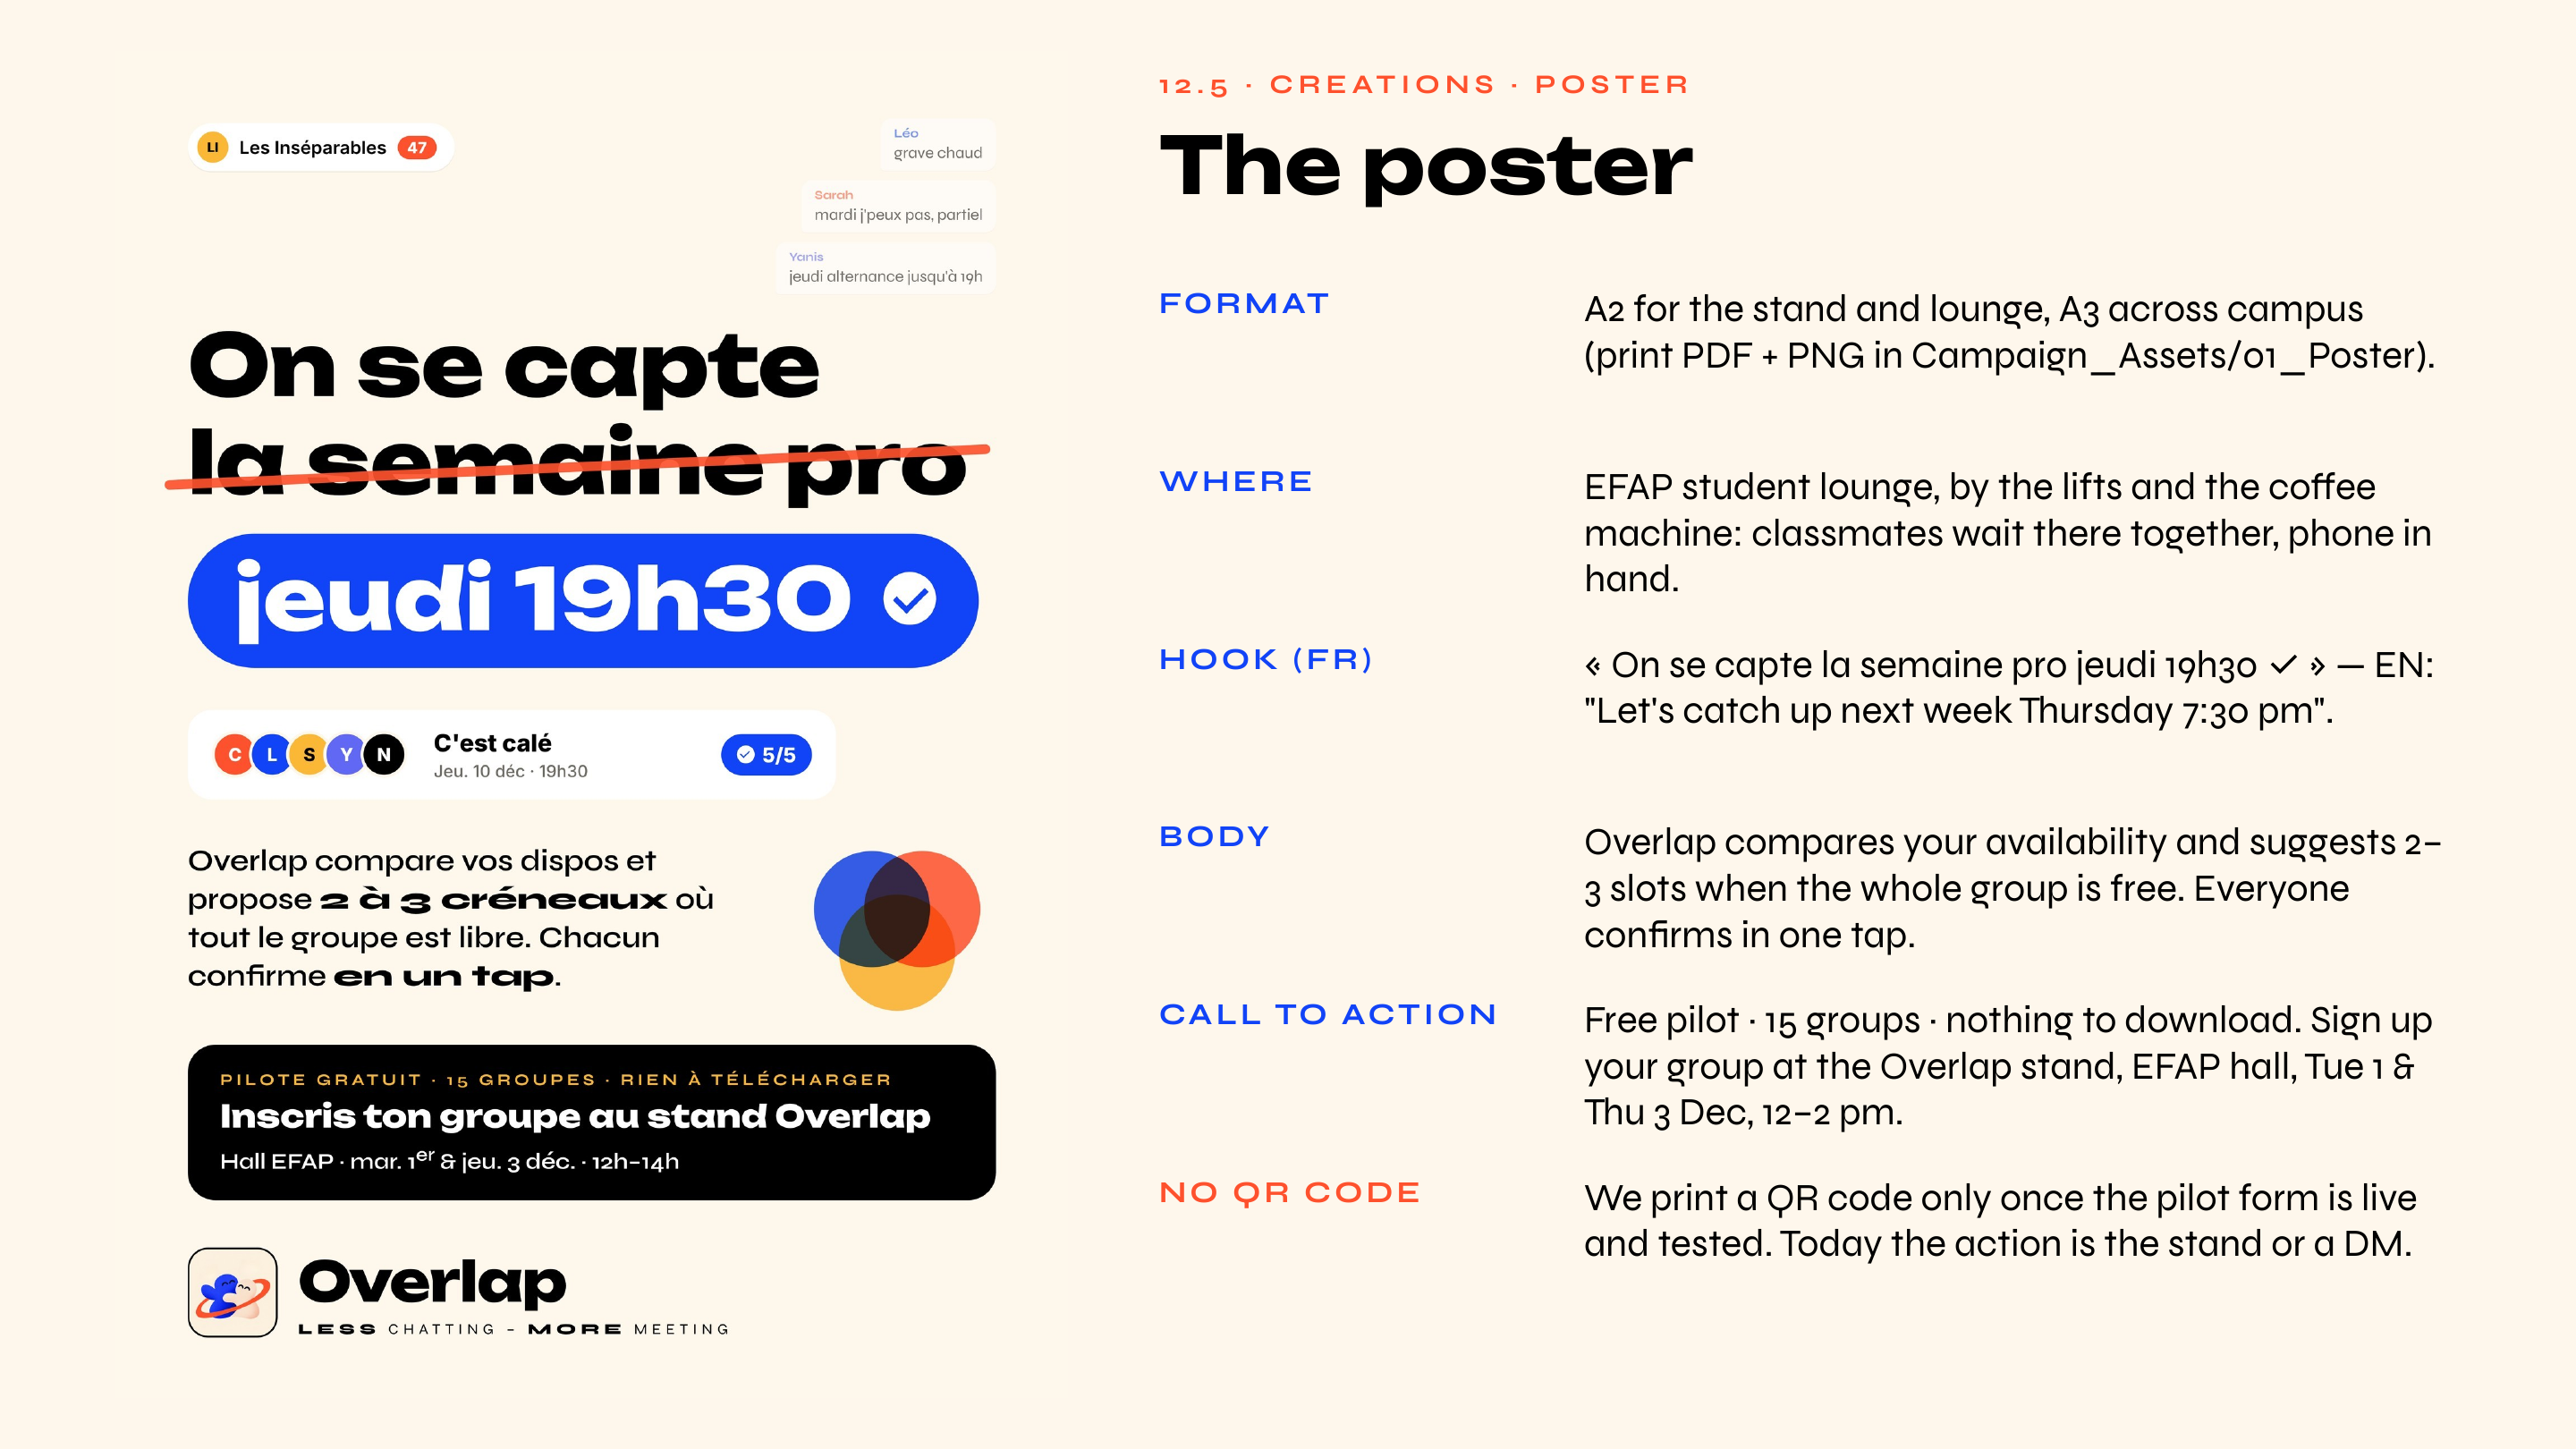 LI Les Inséparables 47
Léo
grave chaud
Sarah
mardi j'peux pas, partiel
Yanis
jeudi alternance jusqu'à 19h
On se capte
la semaine pro
jeudi 19h30
C L S Y N
C'est calé
Jeu. 10 déc · 19h30
5/5
Overlap compare vos dispos et
propose 2 à 3 créneaux où
tout le groupe est libre. Chacun
confirme en un tap.
PILOTE GRATUIT · 15 GROUPES · RIEN À TÉLÉCHARGER
Inscris ton groupe au stand Overlap
Hall EFAP · mar. 1er & jeu. 3 déc. · 12h–14h
Overlap
LESS CHATTING – MORE MEETING
12.5 · CREATIONS · POSTER
The poster
FORMAT
A2 for the stand and lounge, A3 across campus
(print PDF + PNG in Campaign_Assets/01_Poster).
WHERE
EFAP student lounge, by the lifts and the coffee
machine: classmates wait there together, phone in
hand.
HOOK (FR)
« On se capte la semaine pro jeudi 19h30 ✓ » — EN:
"Let's catch up next week Thursday 7:30 pm".
BODY
Overlap compares your availability and suggests 2–
3 slots when the whole group is free. Everyone
confirms in one tap.
CALL TO ACTION
Free pilot · 15 groups · nothing to download. Sign up
your group at the Overlap stand, EFAP hall, Tue 1 &
Thu 3 Dec, 12–2 pm.
NO QR CODE
We print a QR code only once the pilot form is live
and tested. Today the action is the stand or a DM.